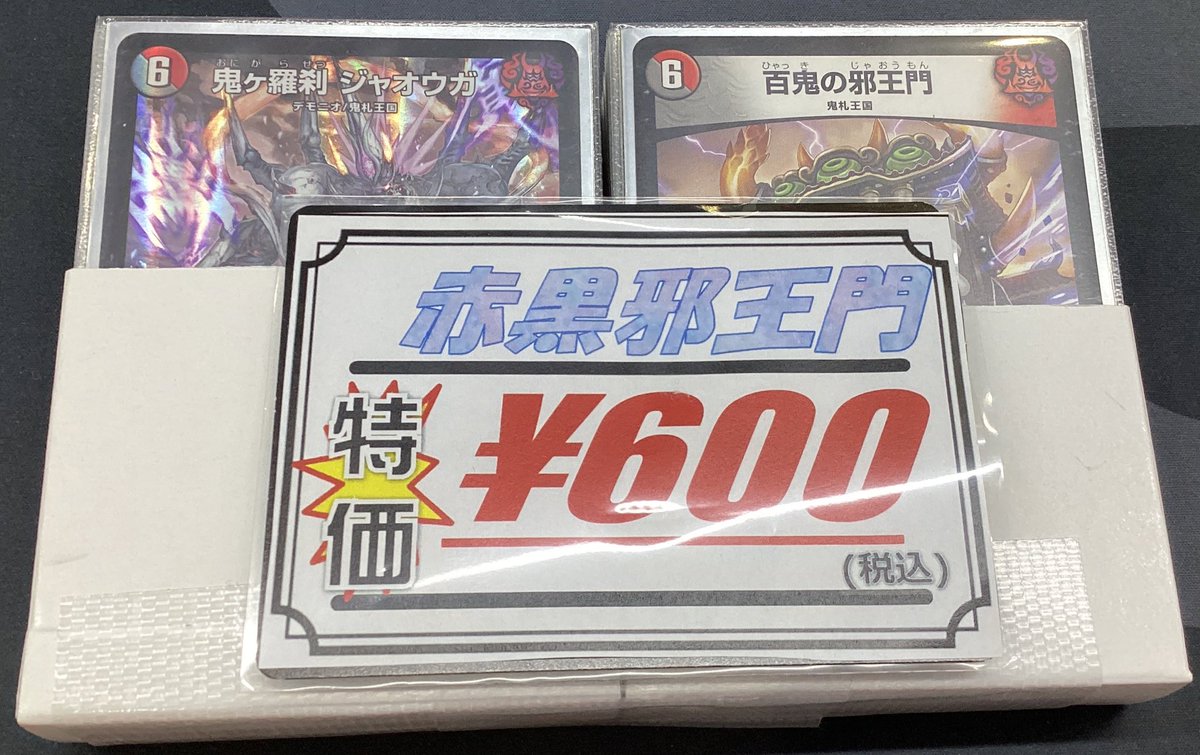 6
おにがらせつ
鬼ヶ羅刹 ジャオウガ
デモニオ/鬼札王国
6
ひゃっき じゃおうもん
百鬼の邪王門
鬼札王国
赤黒邪王門
特価
¥600
(税込)